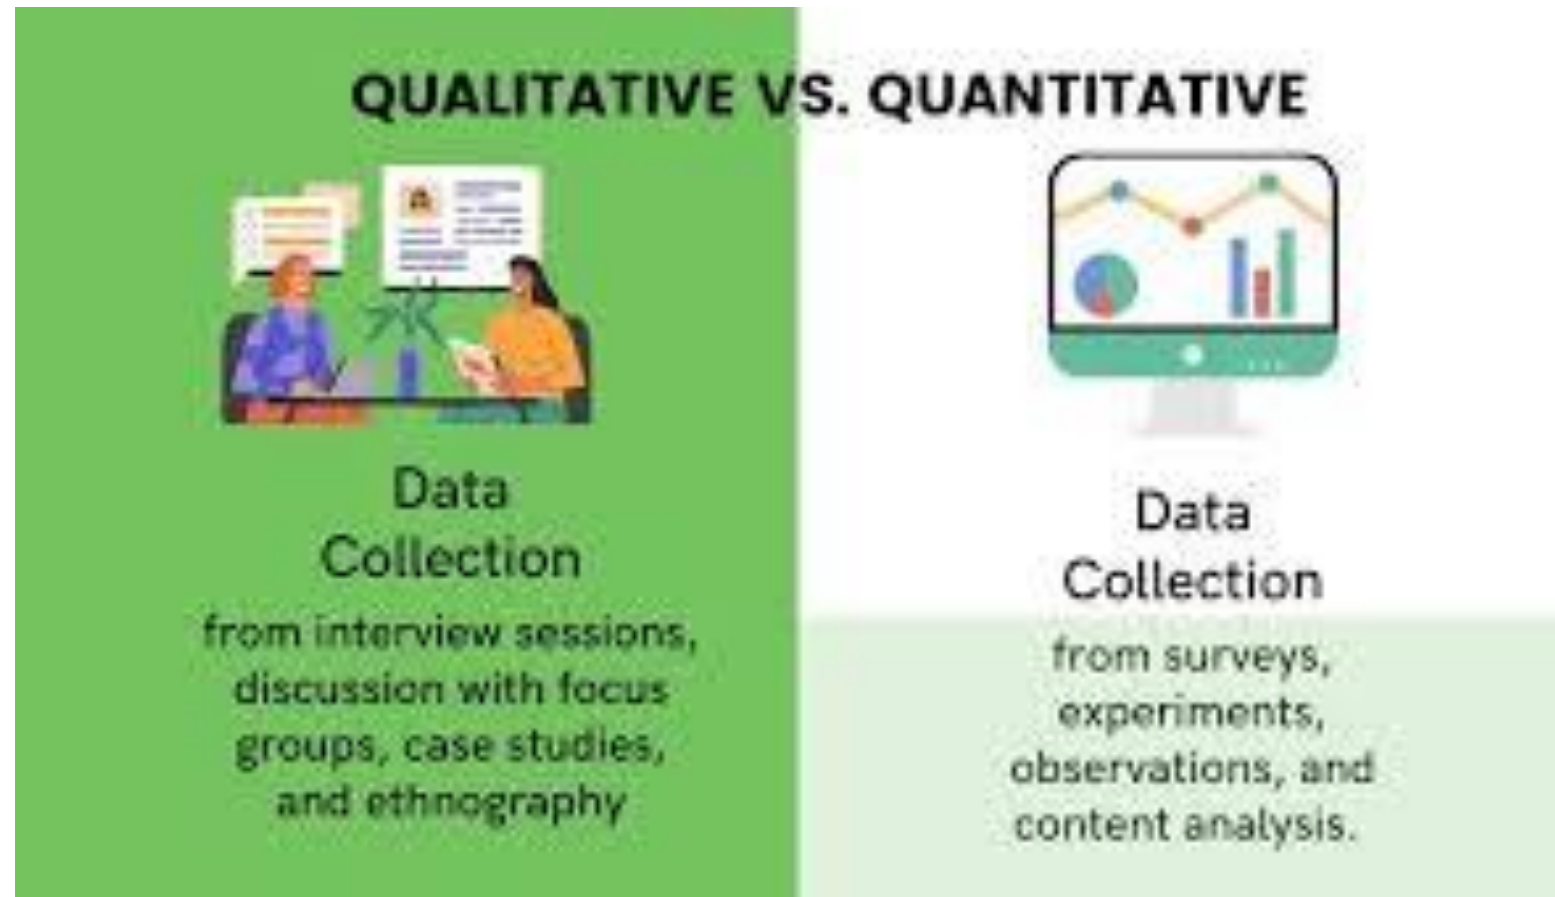 QUALITATIVE VS. QUANTITATIVE
Data
Collection
from interview sessions,
discussion with focus
groups, case studies,
and ethnography
Data
Collection
from surveys,
experiments,
observations, and
content analysis.